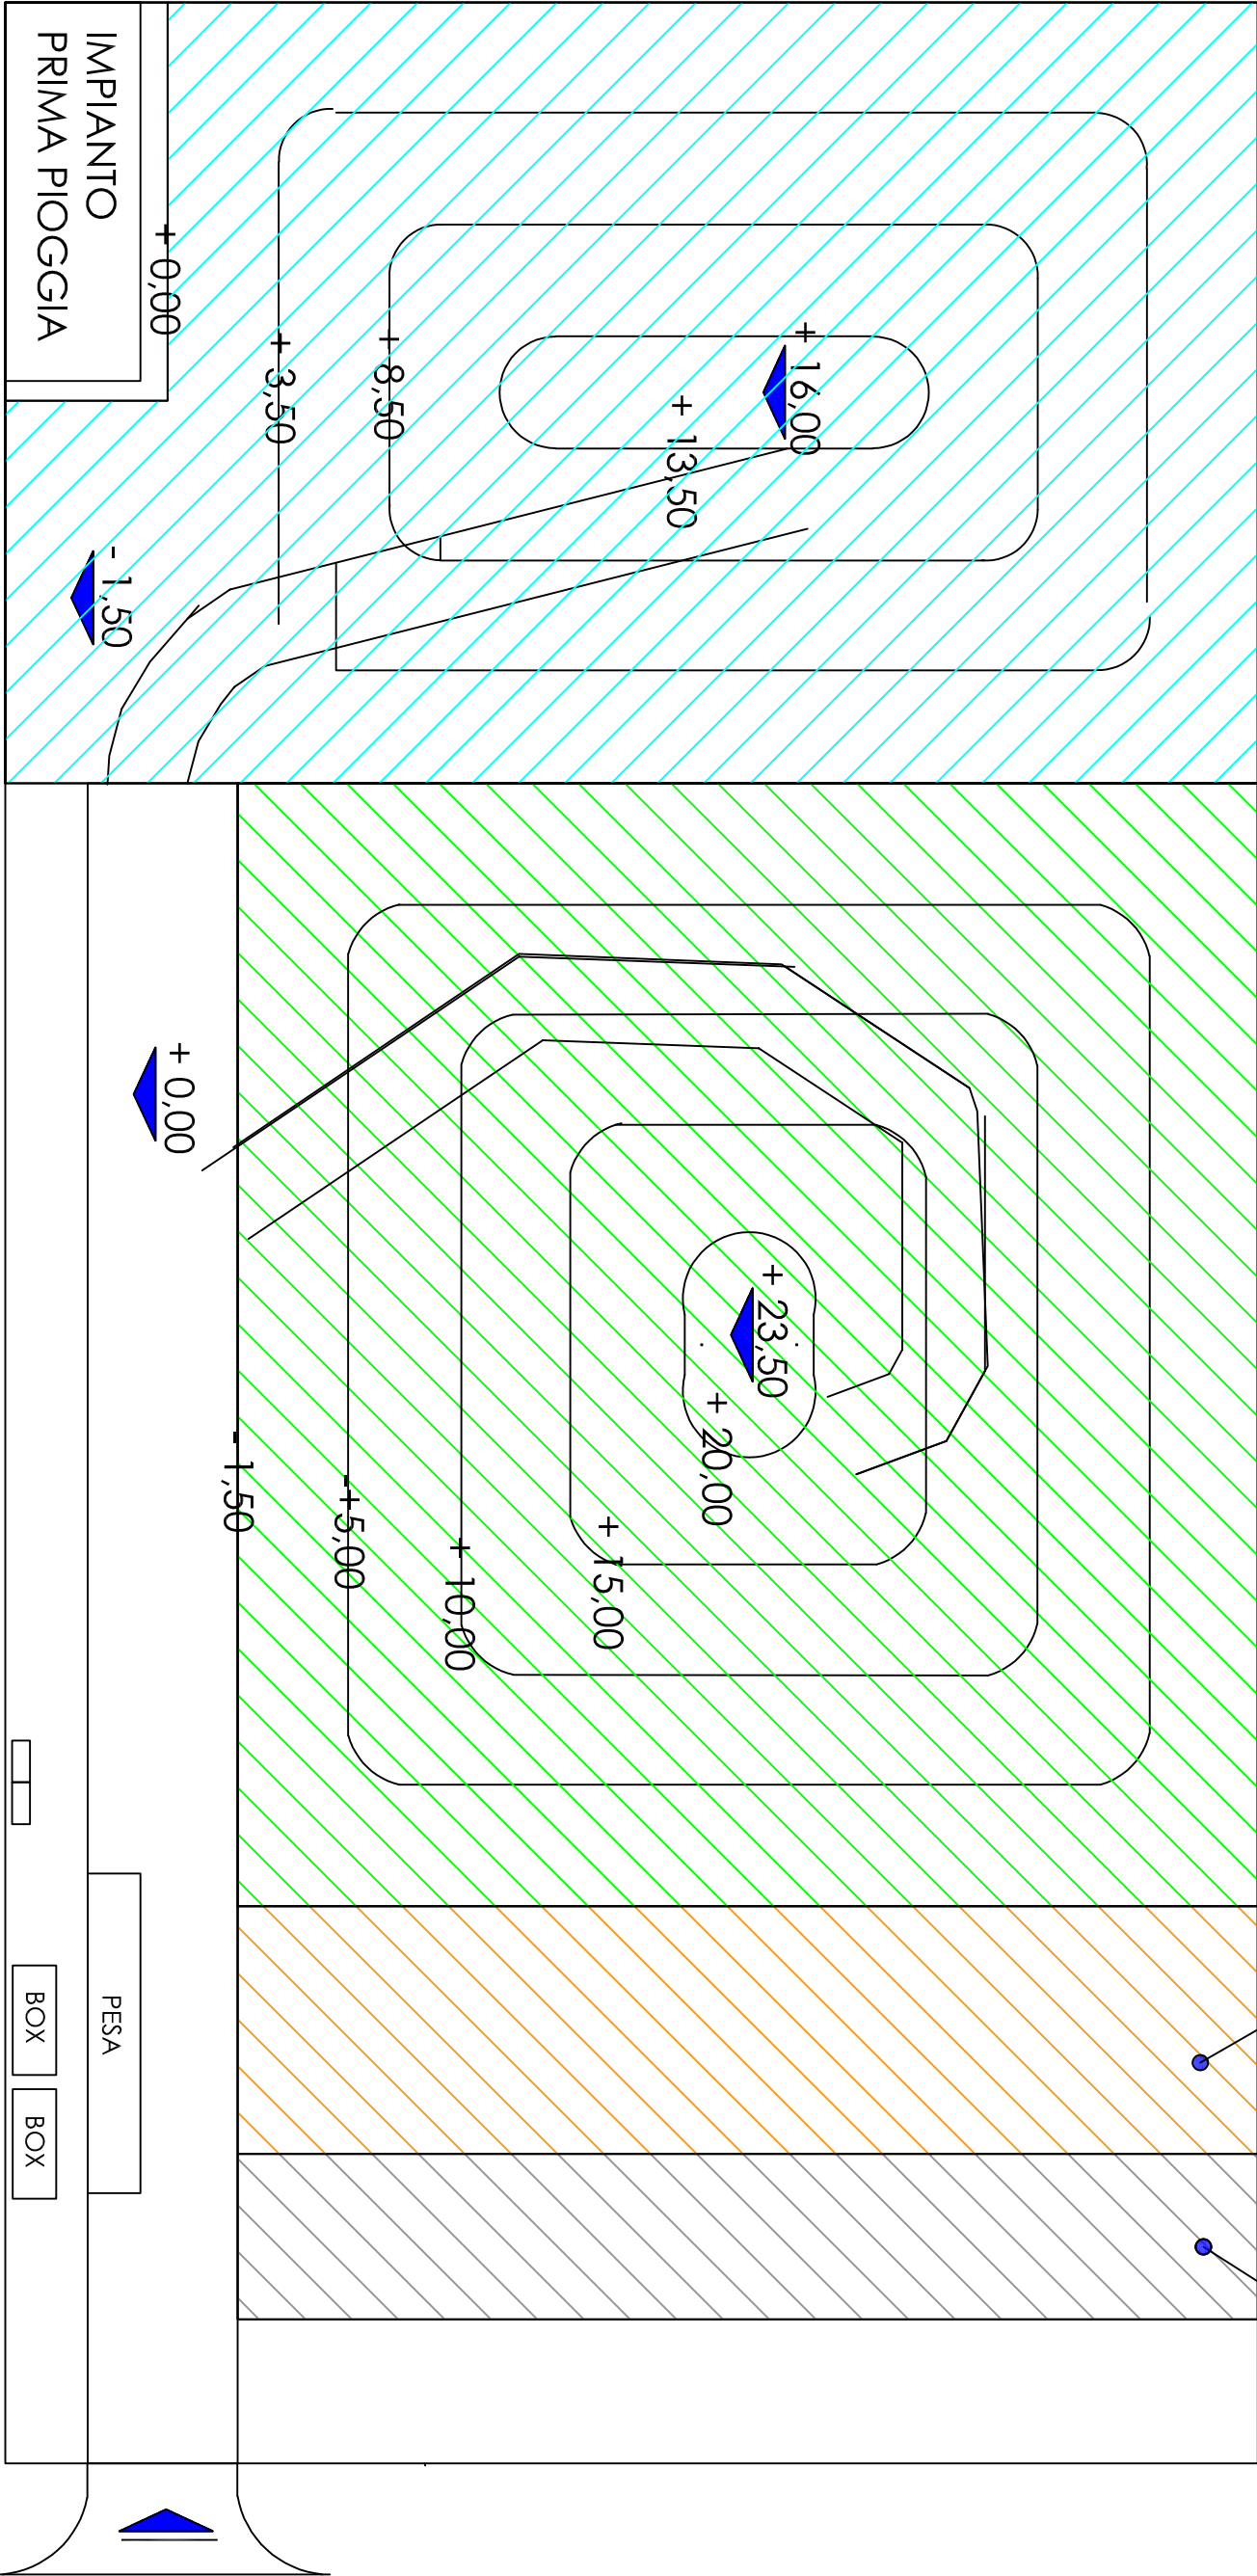 IMPIANTO
PRIMA PIOGGIA
+ 0,00
+ 3,50
+ 8,50
+ 16,00
+ 13,50
- 1,50
+ 0,00
+ 23,50
+ 20,00
+ 15,00
+ 10,00
+5,00
- 1,50
PESA
BOX
BOX